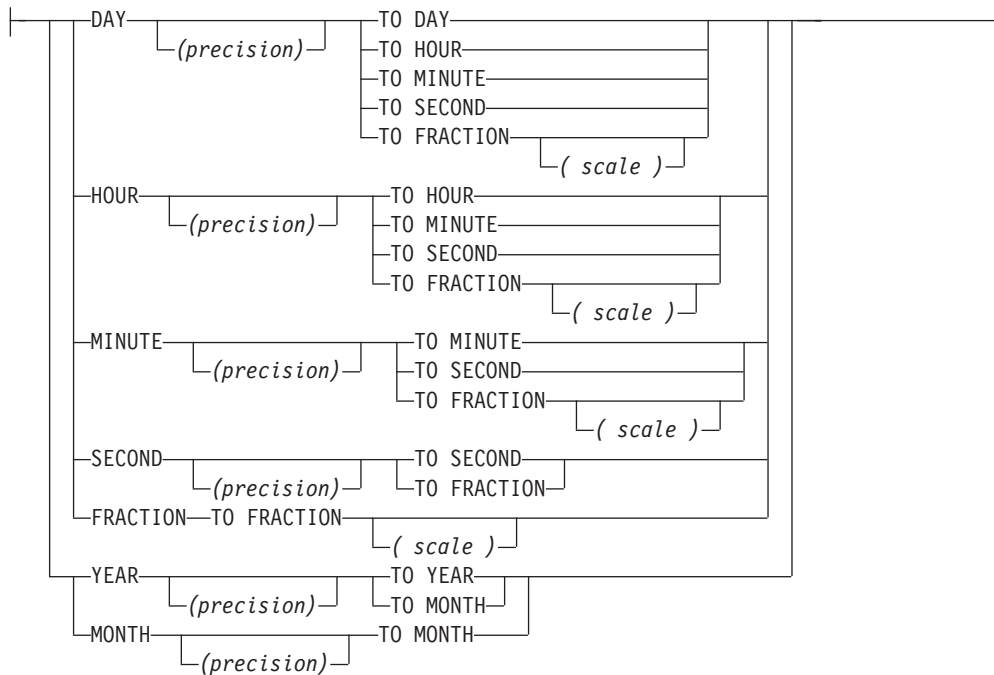 DAY TO DAY
(precision) TO HOUR
TO MINUTE
TO SECOND
TO FRACTION
( scale )
HOUR TO HOUR
(precision) TO MINUTE
TO SECOND
TO FRACTION
( scale )
MINUTE TO MINUTE
(precision) TO SECOND
TO FRACTION
( scale )
SECOND TO SECOND
(precision) TO FRACTION
FRACTION TO FRACTION
( scale )
YEAR TO YEAR
(precision) TO MONTH
MONTH TO MONTH
(precision)